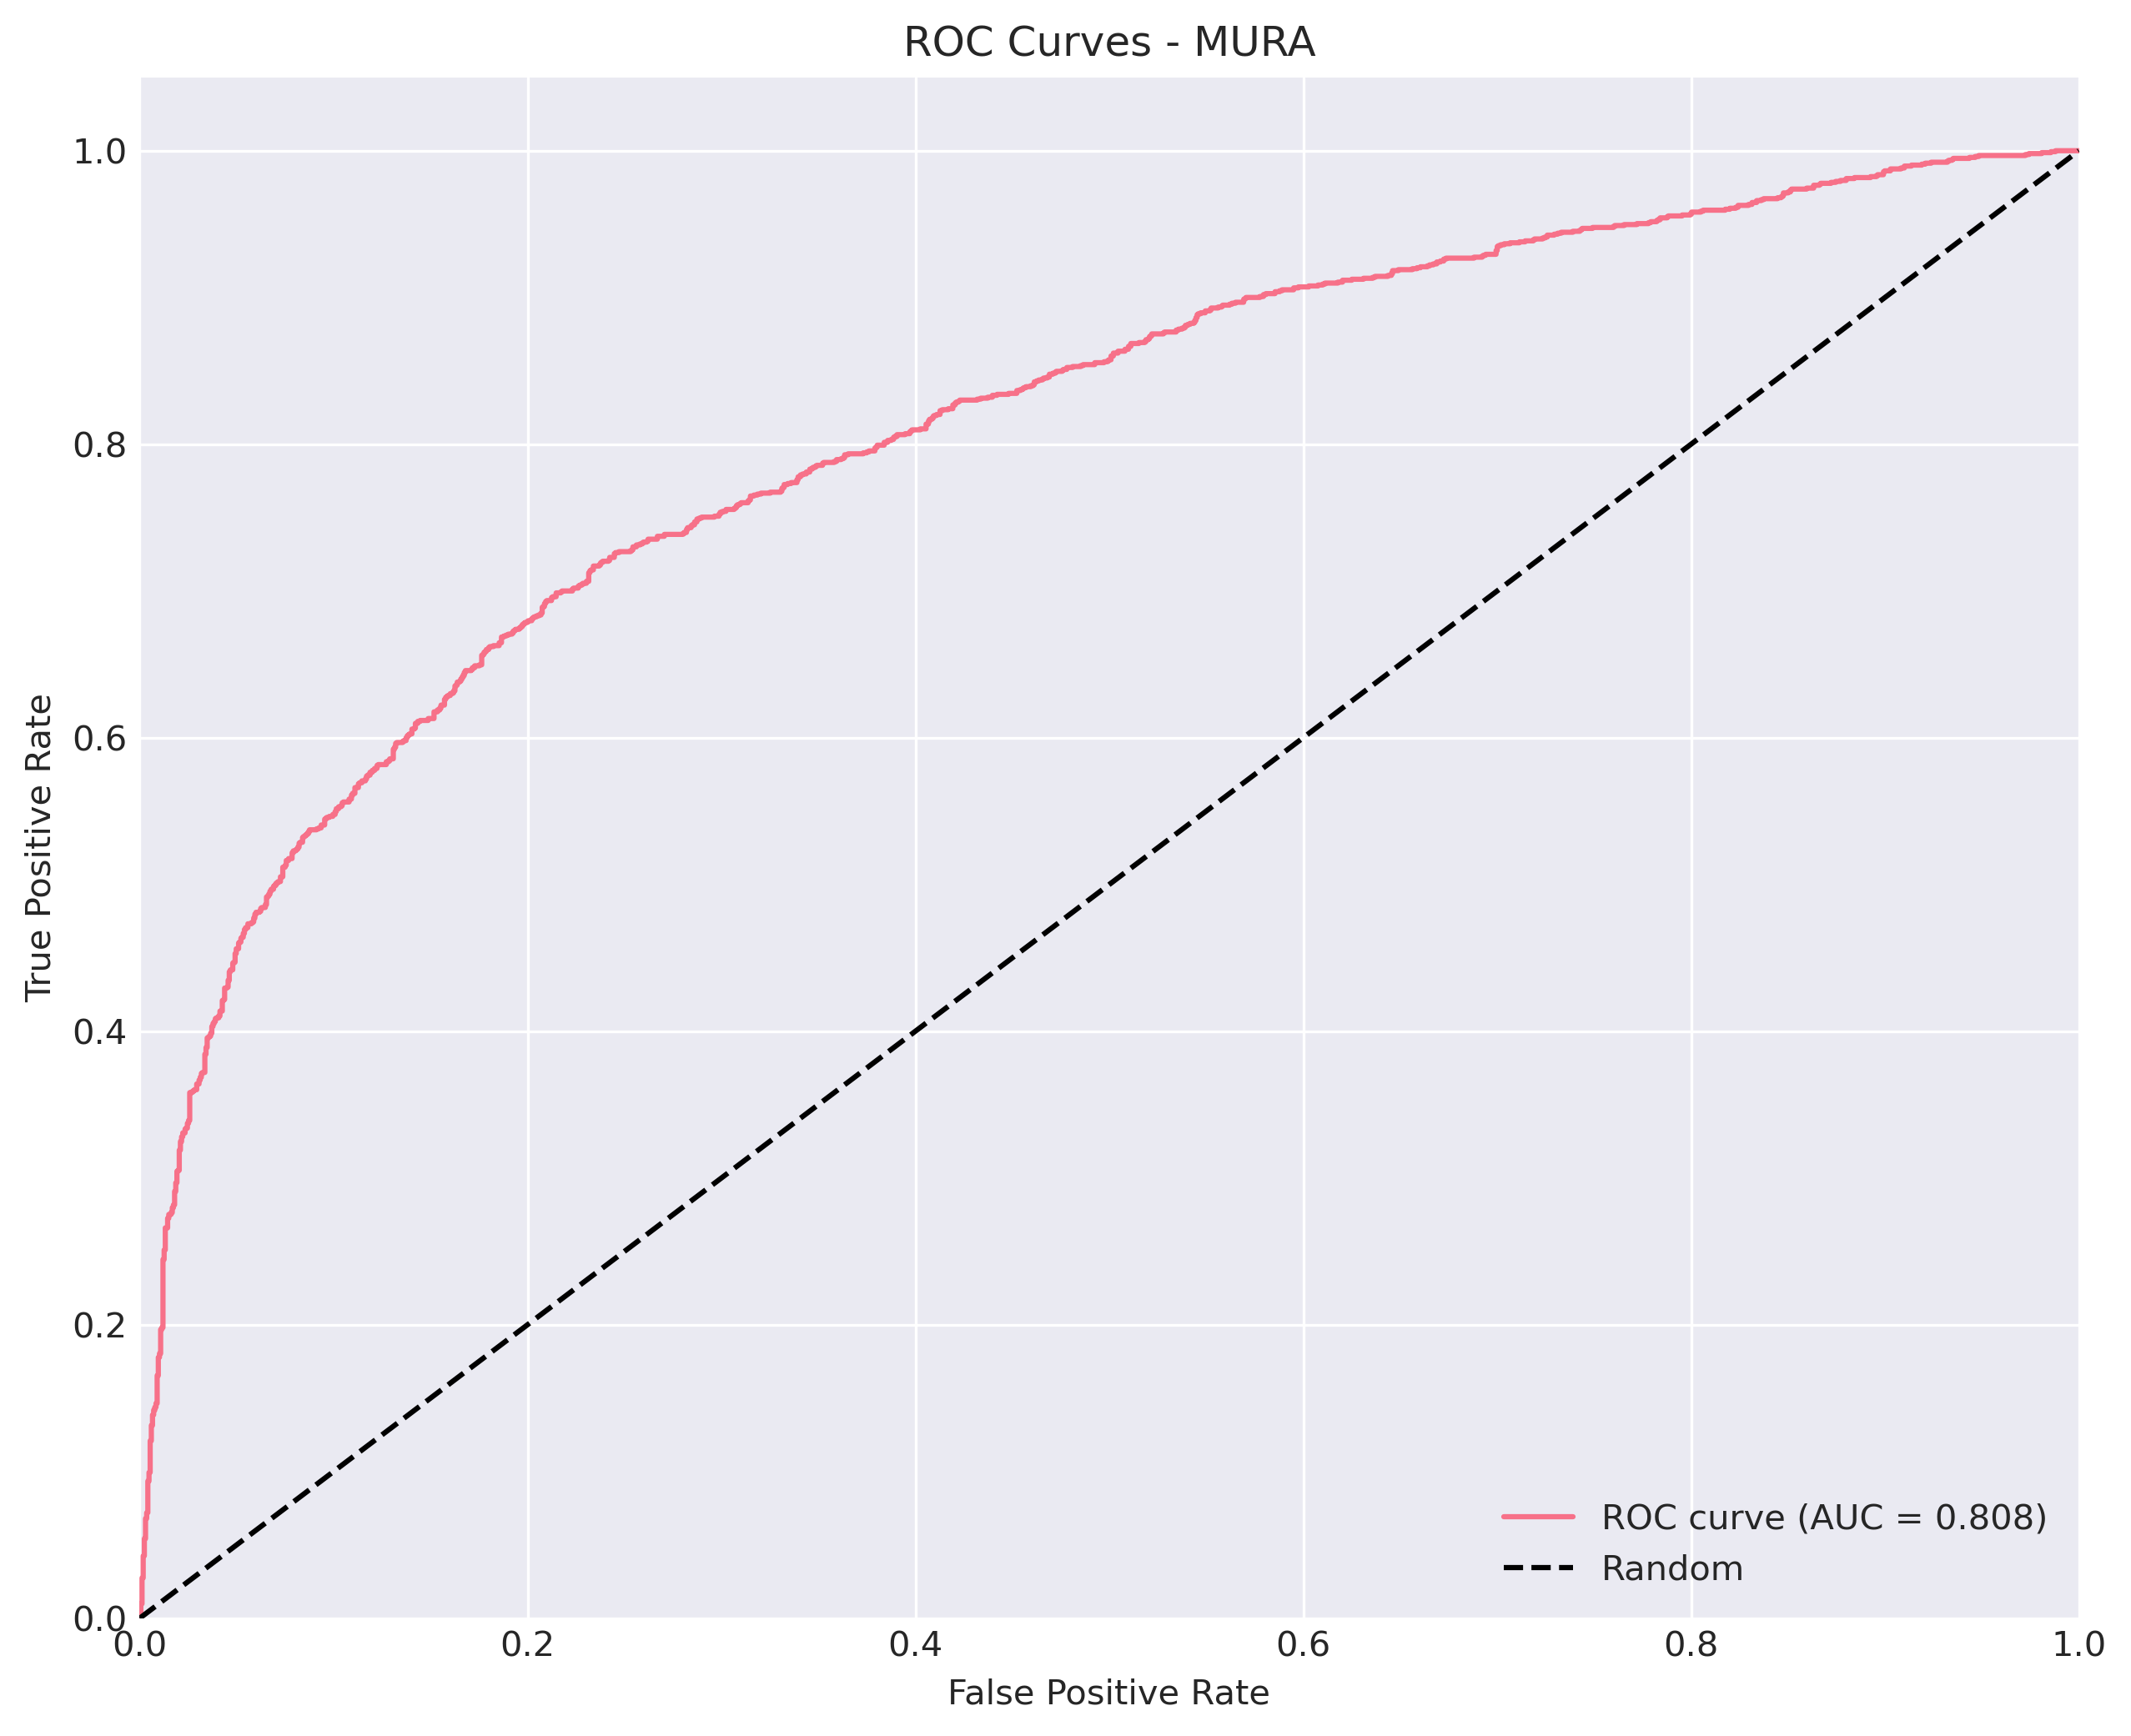 ROC Curves - MURA
True Positive Rate
1.0
0.8
0.6
0.4
0.2
0.0
0.0 0.2 0.4 0.6 0.8 1.0
False Positive Rate
ROC curve (AUC = 0.808)
Random